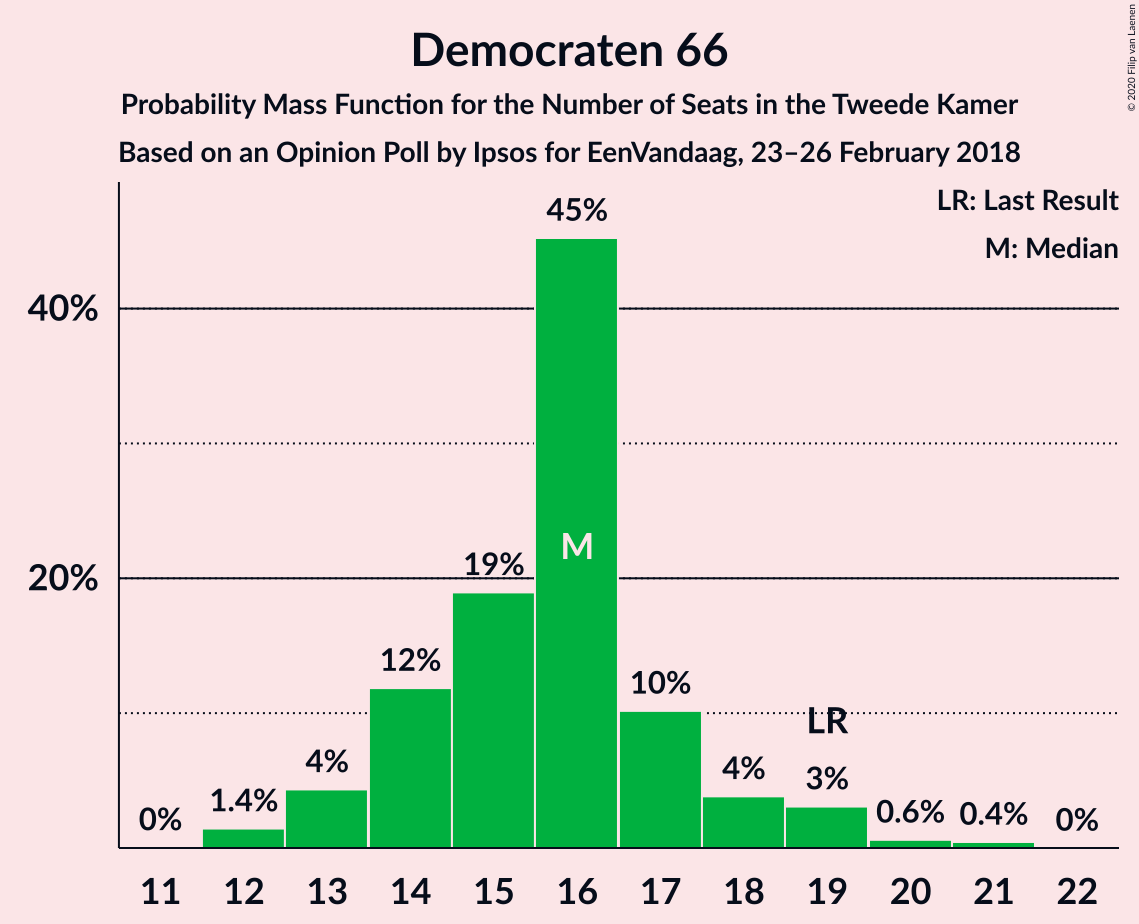 Democraten 66
Probability Mass Function for the Number of Seats in the Tweede Kamer
Based on an Opinion Poll by Ipsos for EenVandaag, 23–26 February 2018
© 2020 Filip van Laenen
LR: Last Result
M: Median
45%
40%
M
19%
20%
12%
10%
LR
4%
4%
3%
1.4%
0.6%
0.4%
0%
0%
11 12 13 14 15 16 17 18 19 20 21 22